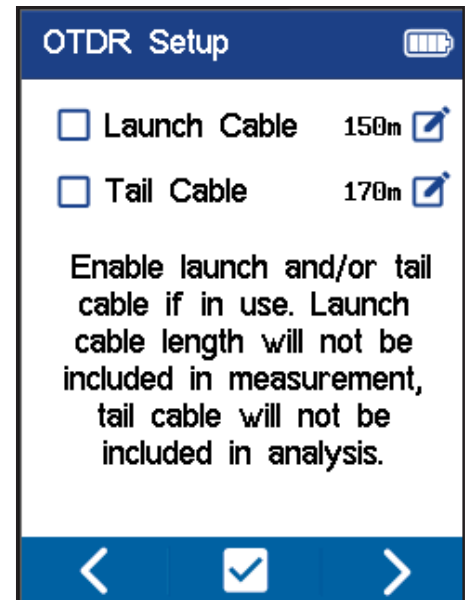 OTDR Setup
Launch Cable 150m
Tail Cable 170m
Enable launch and/or tail
cable if in use. Launch
cable length will not be
included in measurement,
tail cable will not be
included in analysis.